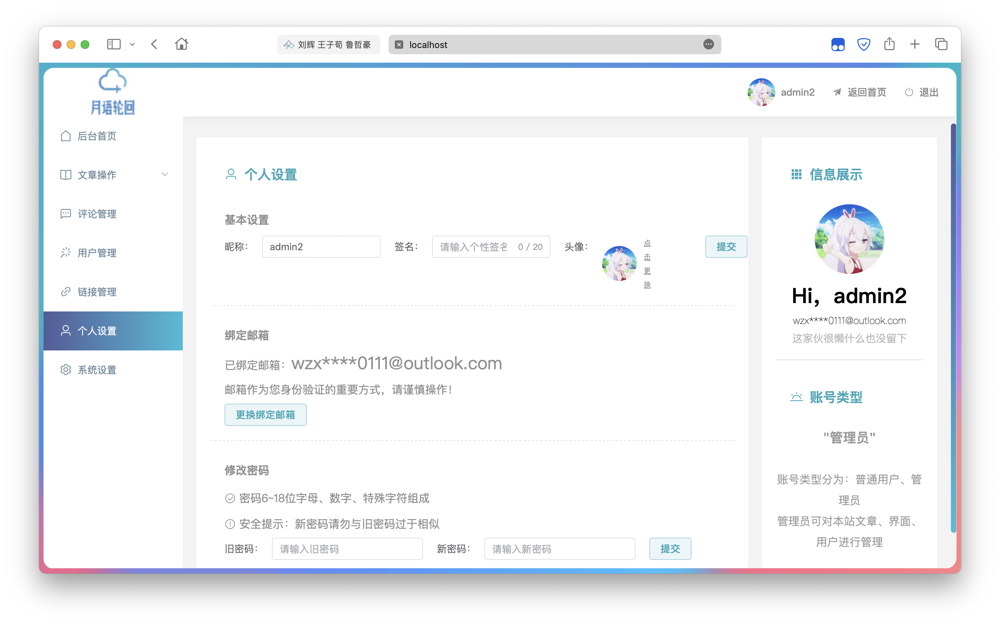 刘辉 王子荀 鲁哲豪
localhost
月语轮回
admin2
返回首页
退出
后台首页
文章操作
评论管理
用户管理
链接管理
个人设置
系统设置
个人设置
基本设置
昵称： admin2 签名： 请输入个性签名 0 / 20 头像： 提交
点
击
更
换
绑定邮箱
已绑定邮箱：wzx****0111@outlook.com
邮箱作为您身份验证的重要方式，请谨慎操作！
更换绑定邮箱
修改密码
密码6~18位字母、数字、特殊字符组成
安全提示：新密码请勿与旧密码过于相似
旧密码： 请输入旧密码 新密码： 请输入新密码 提交
信息展示
Hi，admin2
wzx****0111@outlook.com
这家伙很懒什么也没留下
账号类型
"管理员"
账号类型分为：普通用户、管
理员
管理员可对本站文章、界面、
用户进行管理